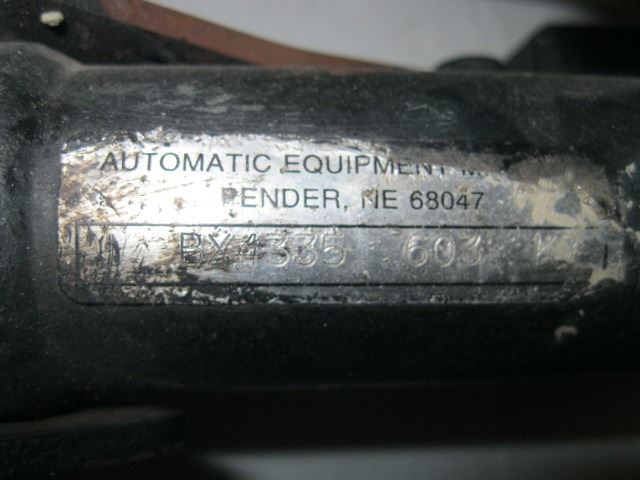 AUTOMATIC EQUIPMENT M
PENDER, NE 68047
BX4335 603